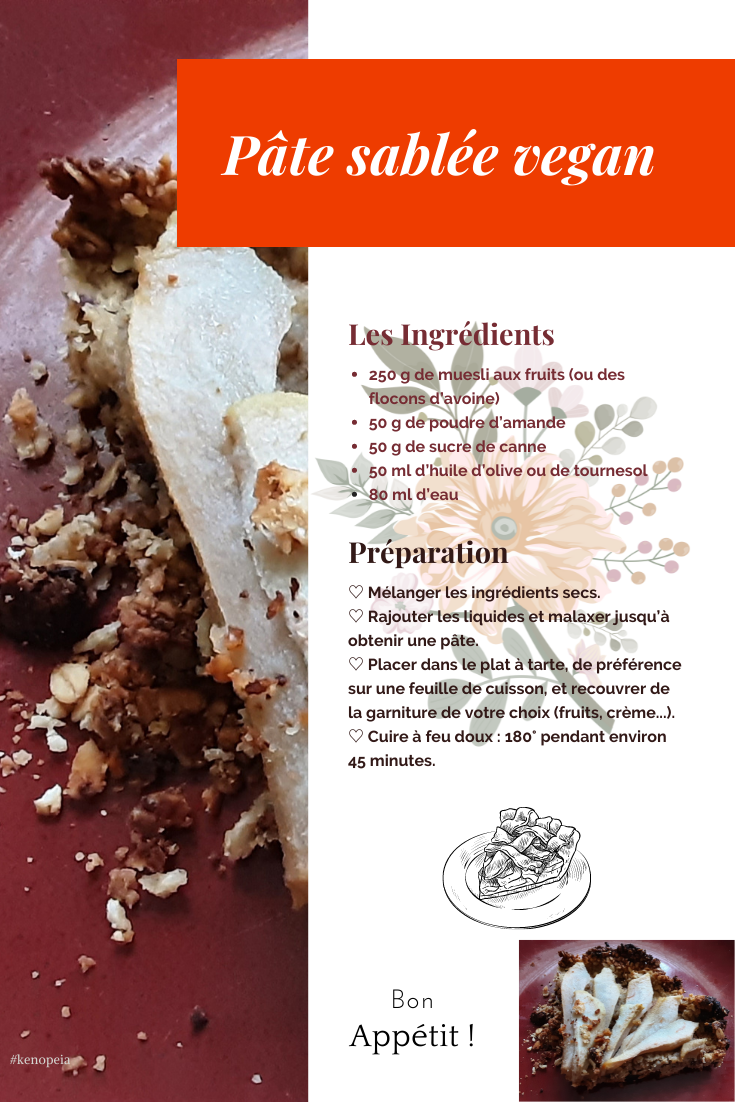 Pâte sablée vegan
Les Ingrédients
• 250 g de muesli aux fruits (ou des
flocons d'avoine)
• 50 g de poudre d'amande
• 50 g de sucre de canne
• 50 ml d'huile d'olive ou de tournesol
• 80 ml d'eau
Préparation
♡ Mélanger les ingrédients secs.
♡ Rajouter les liquides et malaxer jusqu'à
obtenir une pâte.
♡ Placer dans le plat à tarte, de préférence
sur une feuille de cuisson, et recouvrer de
la garniture de votre choix (fruits, crème...).
♡ Cuire à feu doux : 180° pendant environ
45 minutes.
Bon
Appétit !
#kenopeia